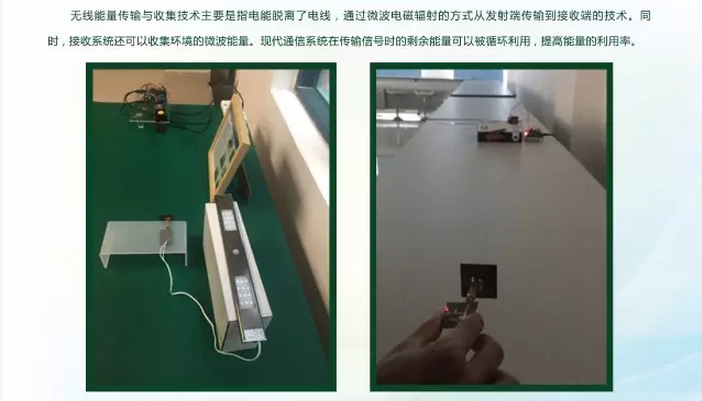 无线能量传输与收集技术主要是指电能脱离了电线，通过微波电磁辐射的方式从发射端传输到接收端的技术。同
时，接收系统还可以收集环境的微波能量。现代通信系统在传输信号时的剩余能量可以被循环利用，提高能量的利用率。